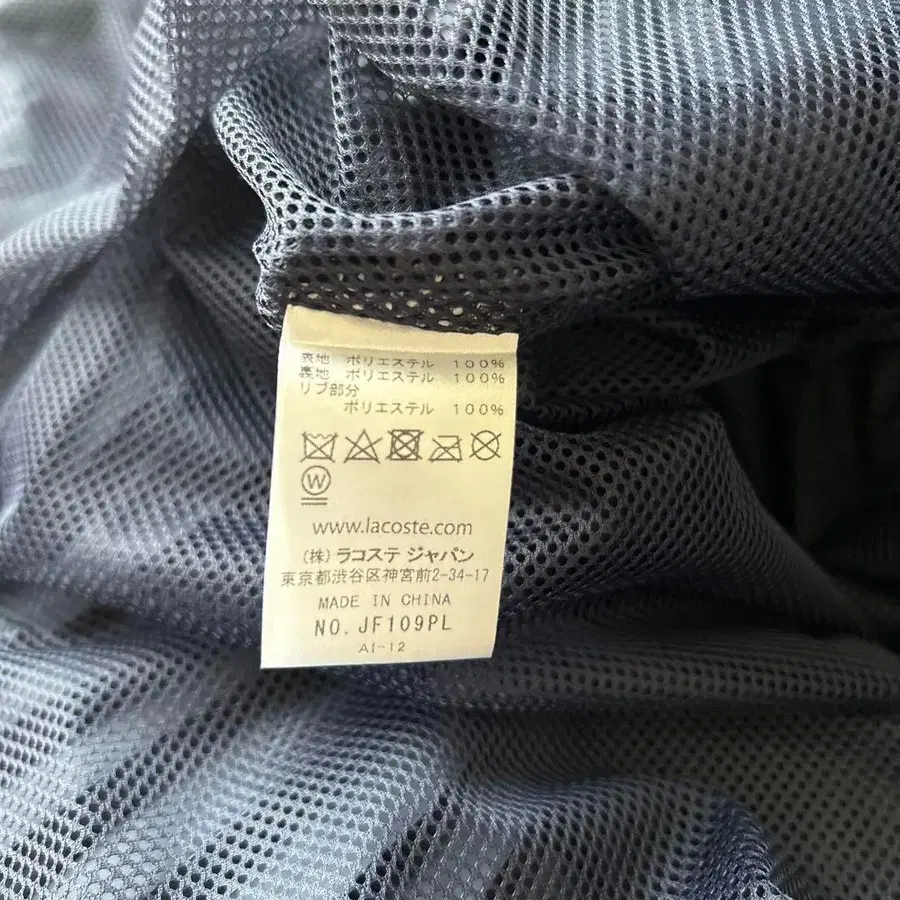 表地 ポリエステル 100%
裏地 ポリエステル 100%
リブ部分
ポリエステル 100%
W
www.lacoste.com
(株) ラコステ ジャパン
東京都渋谷区神宮前2-34-17
MADE IN CHINA
NO. JF109PL
AI-12